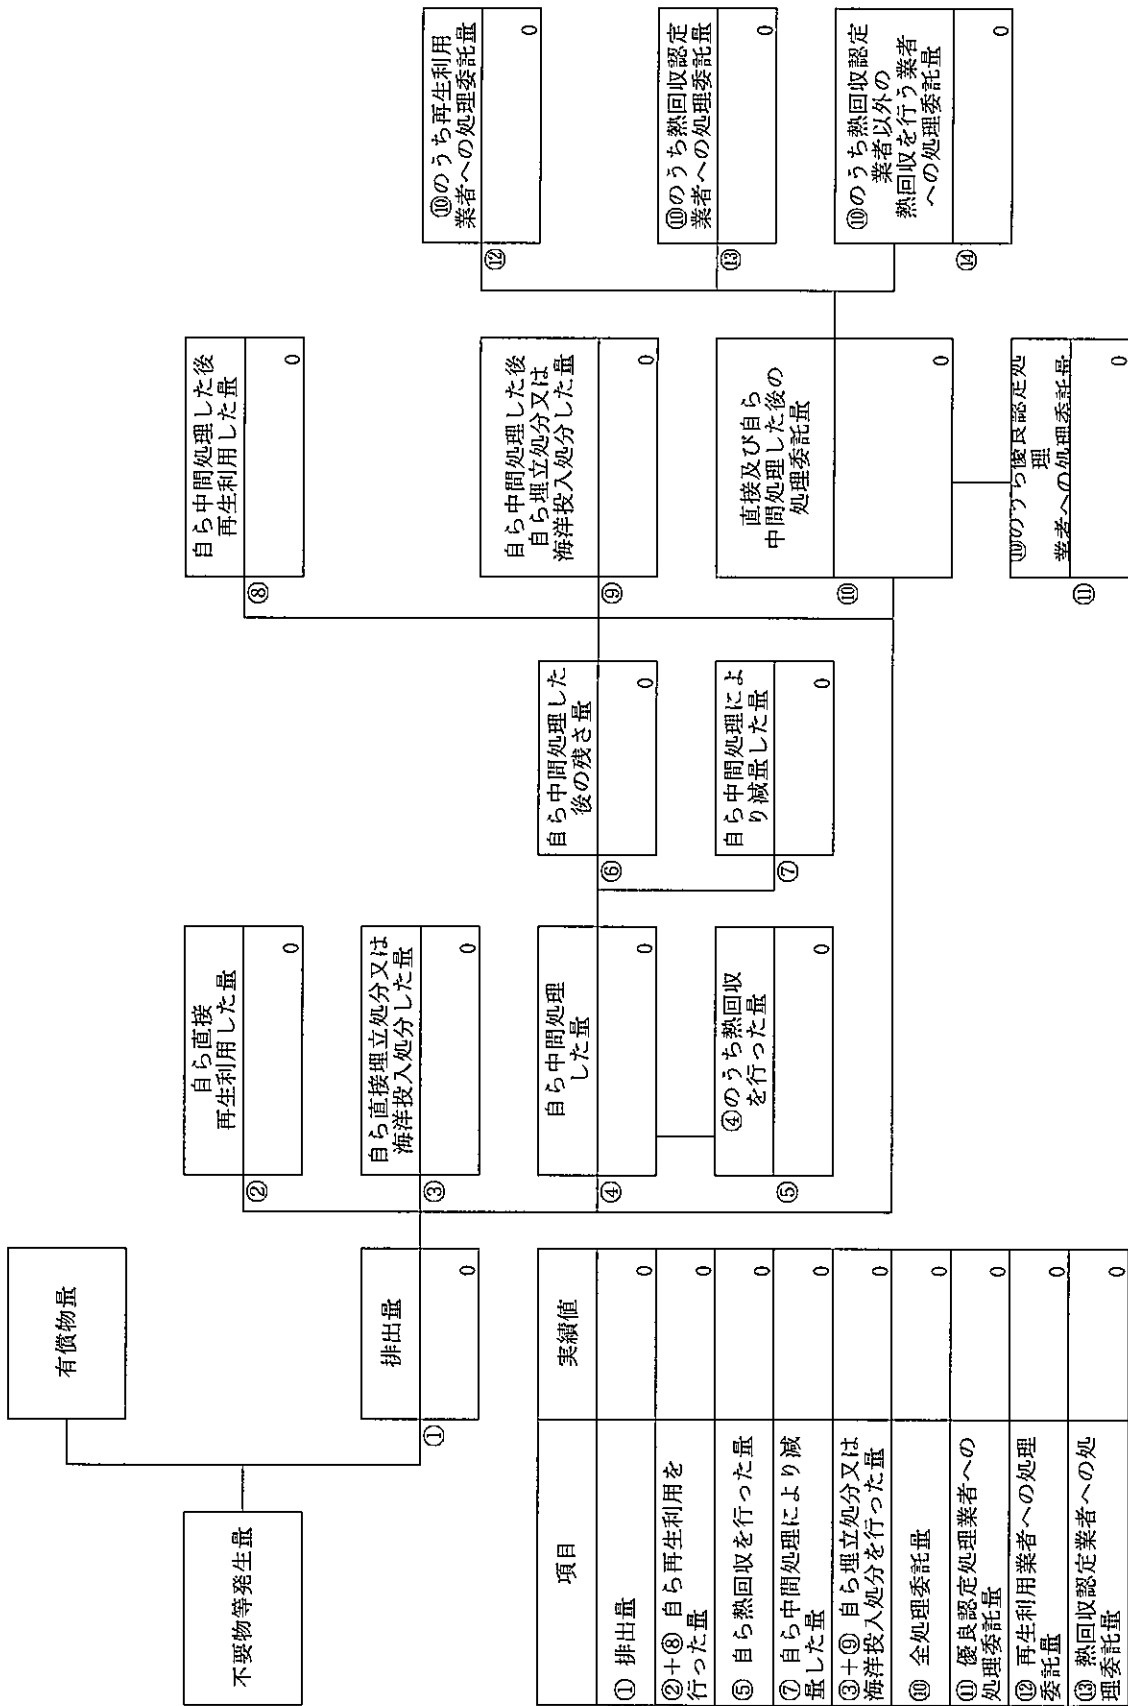 有償物量
不要物等発生量
①
排出量
0
②
自ら直接
再生利用した量
0
③
自ら直接埋立処分又は
海洋投入処分した量
0
④
自ら中間処理
した量
0
⑤
④のうち熱回収
を行った量
0
⑥
自ら中間処理した
後の残さ量
0
⑦
自ら中間処理によ
り減量した量
0
⑧
自ら中間処理した後
再生利用した量
0
⑨
自ら中間処理した後
自ら埋立処分又は
海洋投入処分した量
0
⑩
直接及び自ら
中間処理した後の
処理委託量
0
⑪
⑩のうち優良認定処
理
業者への処理委託量
0
⑫
⑩のうち再生利用
業者への処理委託量
0
⑬
⑩のうち熱回収認定
業者への処理委託量
0
⑭
⑩のうち熱回収認定
業者以外の
熱回収を行う業者
への処理委託量
0
項目 実績値
① 排出量 0
②+⑧ 自ら再生利用を
行った量 0
⑤ 自ら熱回収を行った量 0
⑦ 自ら中間処理により減
量した量 0
③+⑨ 自ら埋立処分又は
海洋投入処分を行った量 0
⑩ 全処理委託量 0
⑪ 優良認定処理業者への
処理委託量 0
⑫ 再生利用業者への処理
委託量 0
⑬ 熱回収認定業者への処
理委託量 0